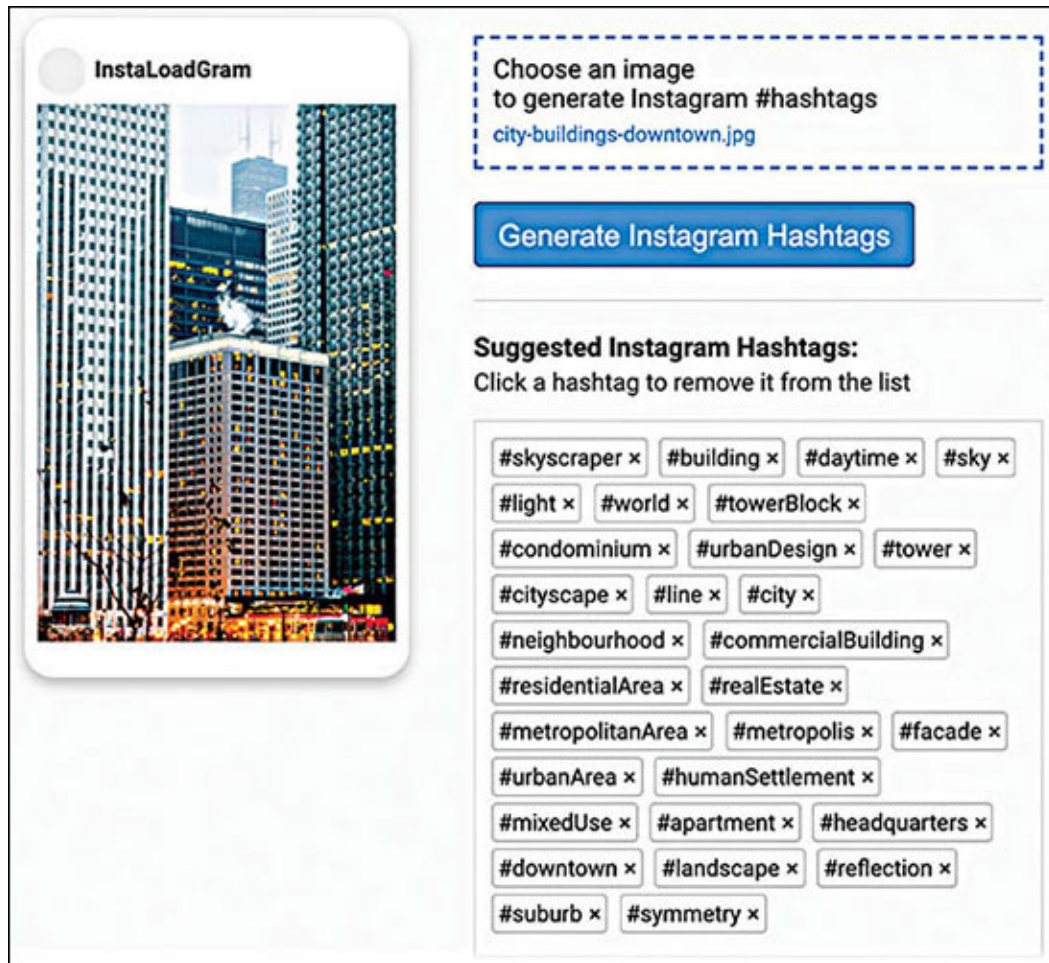 InstaLoadGram
Choose an image
to generate Instagram #hashtags
city-buildings-downtown.jpg
Generate Instagram Hashtags
Suggested Instagram Hashtags:
Click a hashtag to remove it from the list
#skyscraper × #building × #daytime × #sky ×
#light × #world × #towerBlock ×
#condominium × #urbanDesign × #tower ×
#cityscape × #line × #city ×
#neighbourhood × #commercialBuilding ×
#residentialArea × #realEstate ×
#metropolitanArea × #metropolis × #facade ×
#urbanArea × #humanSettlement ×
#mixedUse × #apartment × #headquarters ×
#downtown × #landscape × #reflection ×
#suburb × #symmetry ×